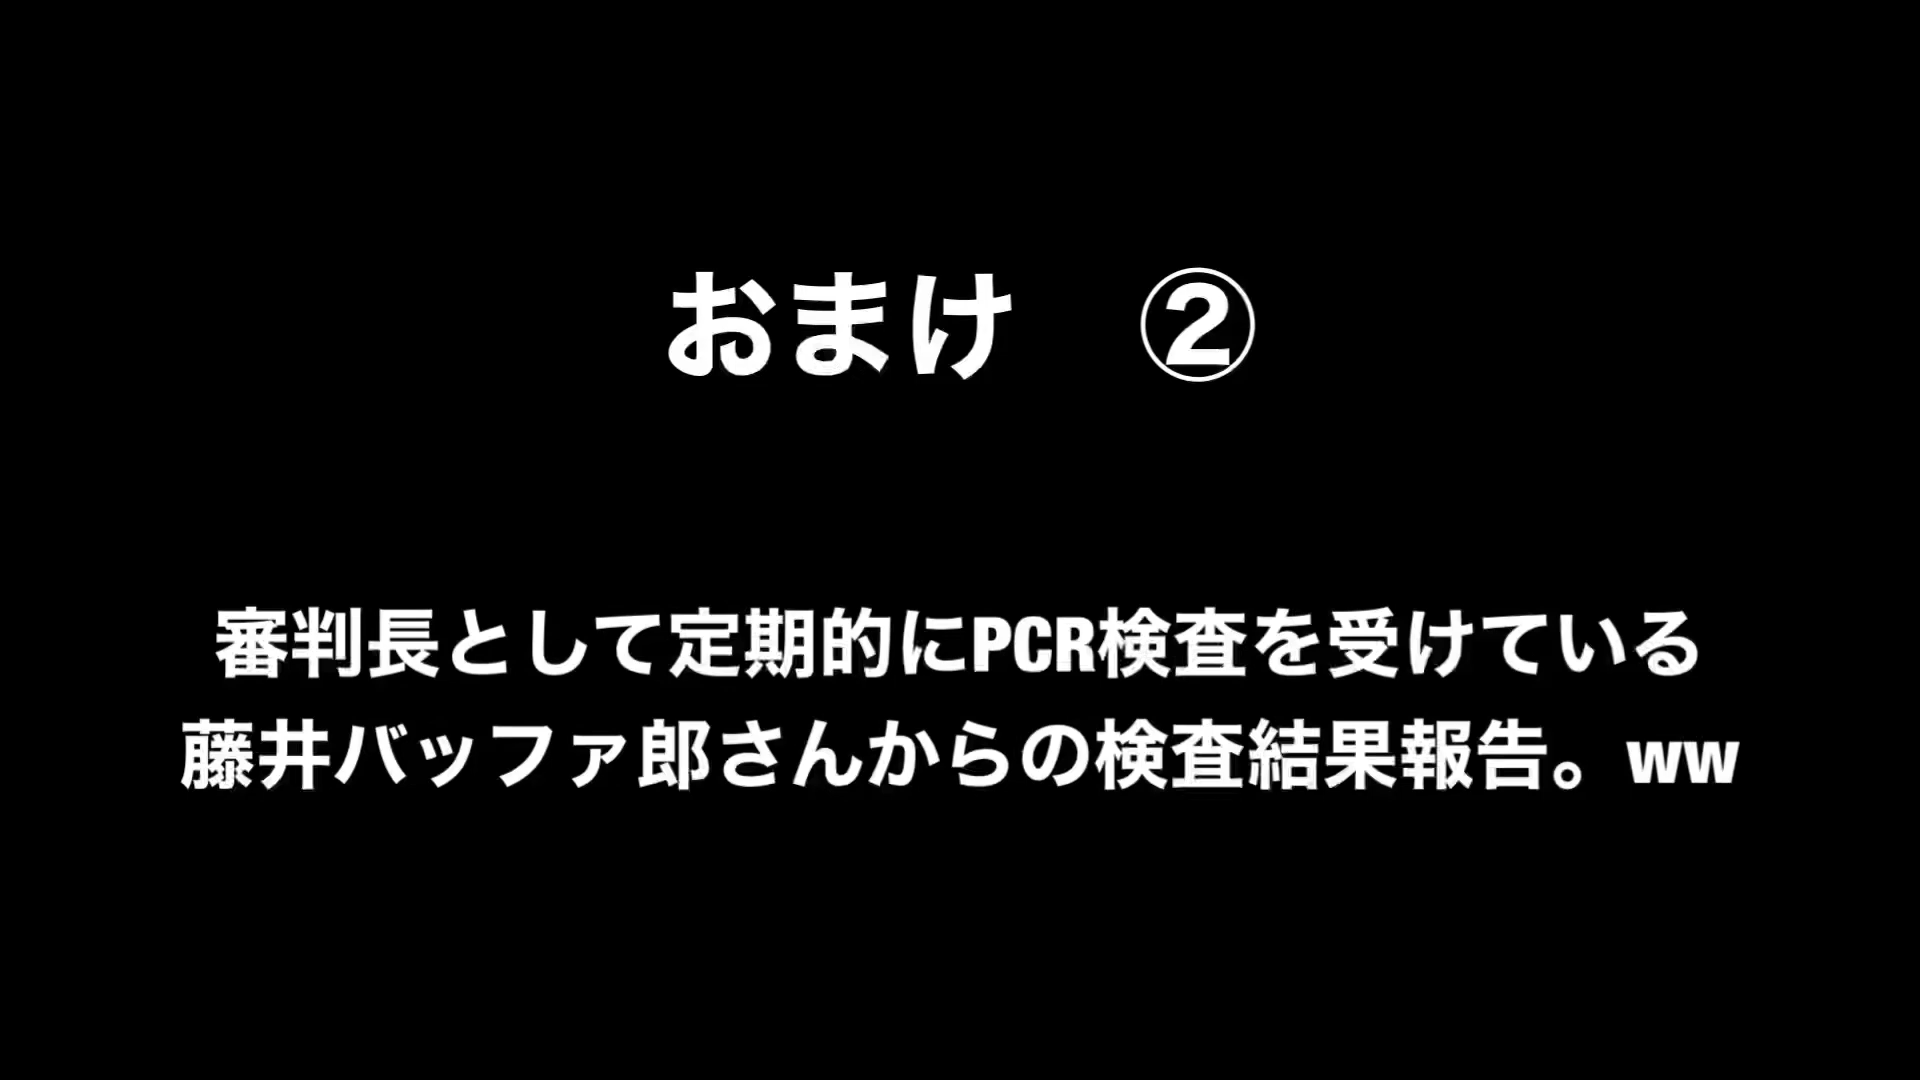 おまけ　②
審判長として定期的にPCR検査を受けている
藤井バッファ郎さんからの検査結果報告。ww